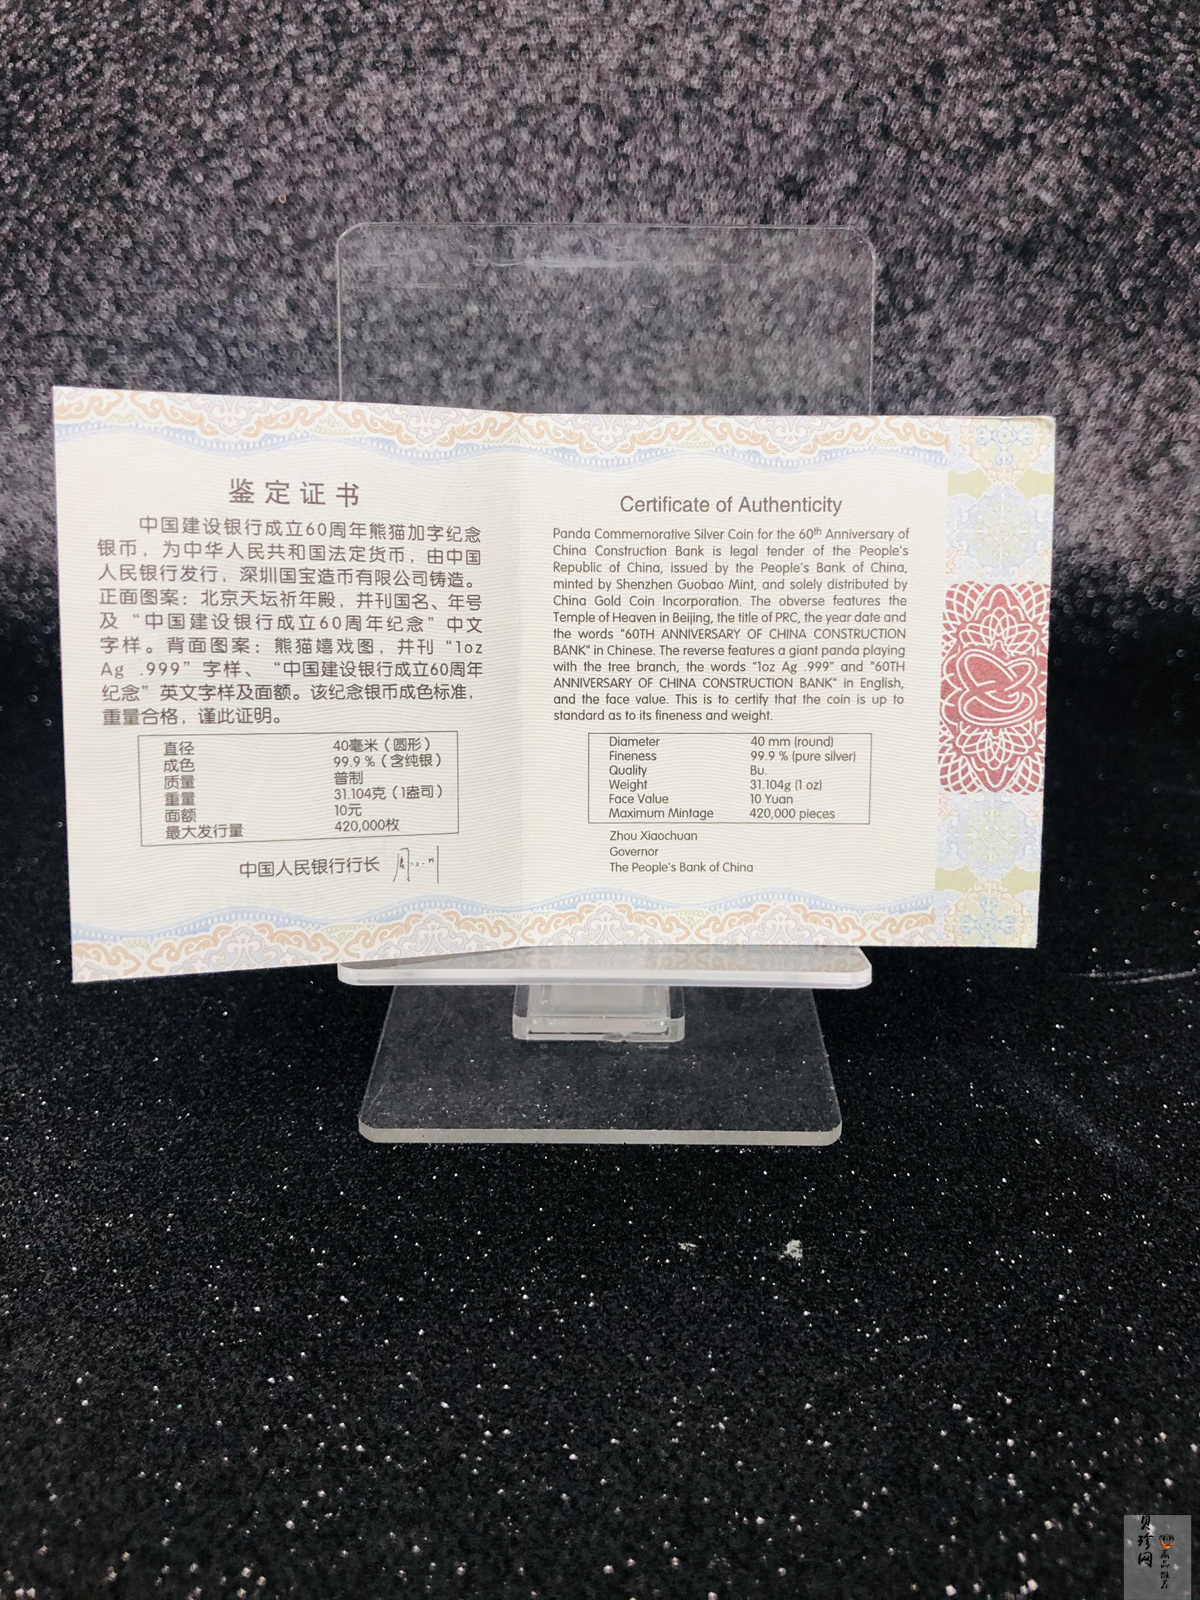 鉴定证书
中国建设银行成立60周年熊猫加字纪念
银币，为中华人民共和国法定货币，由中国
人民银行发行，深圳国宝造币有限公司铸造。
正面图案：北京天坛祈年殿，并刊国名、年号
及“中国建设银行成立60周年纪念”中文
字样。背面图案：熊猫嬉戏图，并刊“1oz
Ag .999”字样、“中国建设银行成立60周年
纪念”英文字样及面额。该纪念银币成色标准，
重量合格，谨此证明。
直径 40毫米（圆形）
成色 99.9 %（含纯银）
质量 普制
重量 31.104克（1盎司）
面额 10元
最大发行量 420,000枚
中国人民银行行长
Certificate of Authenticity
Panda Commemorative Silver Coin for the 60th Anniversary of
China Construction Bank is legal tender of the People's
Republic of China, issued by the People's Bank of China,
minted by Shenzhen Guobao Mint, and solely distributed by
China Gold Coin Incorporation. The obverse features the
Temple of Heaven in Beijing, the title of PRC, the year date and
the words "60TH ANNIVERSARY OF CHINA CONSTRUCTION
BANK" in Chinese. The reverse features a giant panda playing
with the tree branch, the words "1oz Ag .999" and "60TH
ANNIVERSARY OF CHINA CONSTRUCTION BANK" in English,
and the face value. This is to certify that the coin is up to
standard as to its fineness and weight.
Diameter 40 mm (round)
Fineness 99.9 % (pure silver)
Quality Bu.
Weight 31.104g (1 oz)
Face Value 10 Yuan
Maximum Mintage 420,000 pieces
Zhou Xiaochuan
Governor
The People's Bank of China
贝珍网